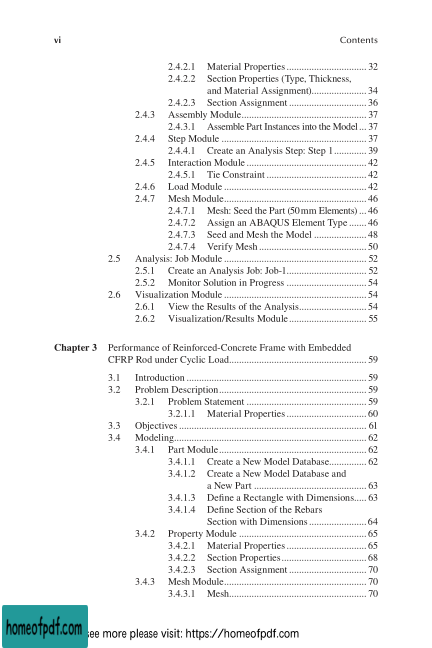 vi Contents
2.4.2.1 Material Properties ................................ 32
2.4.2.2 Section Properties (Type, Thickness,
and Material Assignment)...................... 34
2.4.2.3 Section Assignment ............................... 36
2.4.3 Assembly Module.................................................. 37
2.4.3.1 Assemble Part Instances into the Model ... 37
2.4.4 Step Module .......................................................... 37
2.4.4.1 Create an Analysis Step: Step 1 ............. 39
2.4.5 Interaction Module ................................................ 42
2.4.5.1 Tie Constraint ........................................ 42
2.4.6 Load Module ......................................................... 42
2.4.7 Mesh Module......................................................... 46
2.4.7.1 Mesh: Seed the Part (50 mm Elements) ... 46
2.4.7.2 Assign an ABAQUS Element Type ....... 46
2.4.7.3 Seed and Mesh the Model ..................... 48
2.4.7.4 Verify Mesh ........................................... 50
2.5 Analysis: Job Module ......................................................... 52
2.5.1 Create an Analysis Job: Job-1................................ 52
2.5.2 Monitor Solution in Progress ................................ 54
2.6 Visualization Module ......................................................... 54
2.6.1 View the Results of the Analysis........................... 54
2.6.2 Visualization/Results Module ............................... 55
Chapter 3 Performance of Reinforced-Concrete Frame with Embedded
CFRP Rod under Cyclic Load....................................................... 59
3.1 Introduction ........................................................................ 59
3.2 Problem Description........................................................... 59
3.2.1 Problem Statement ................................................ 59
3.2.1.1 Material Properties ................................ 60
3.3 Objectives ........................................................................... 61
3.4 Modeling............................................................................. 62
3.4.1 Part Module........................................................... 62
3.4.1.1 Create a New Model Database............... 62
3.4.1.2 Create a New Model Database and
a New Part ............................................. 63
3.4.1.3 Define a Rectangle with Dimensions..... 63
3.4.1.4 Define Section of the Rebars
Section with Dimensions ....................... 64
3.4.2 Property Module ................................................... 65
3.4.2.1 Material Properties ................................ 65
3.4.2.2 Section Properties .................................. 68
3.4.2.3 Section Assignment ............................... 70
3.4.3 Mesh Module......................................................... 70
3.4.3.1 Mesh....................................................... 70
homeofpdf.com
see more please visit: https://homeofpdf.com